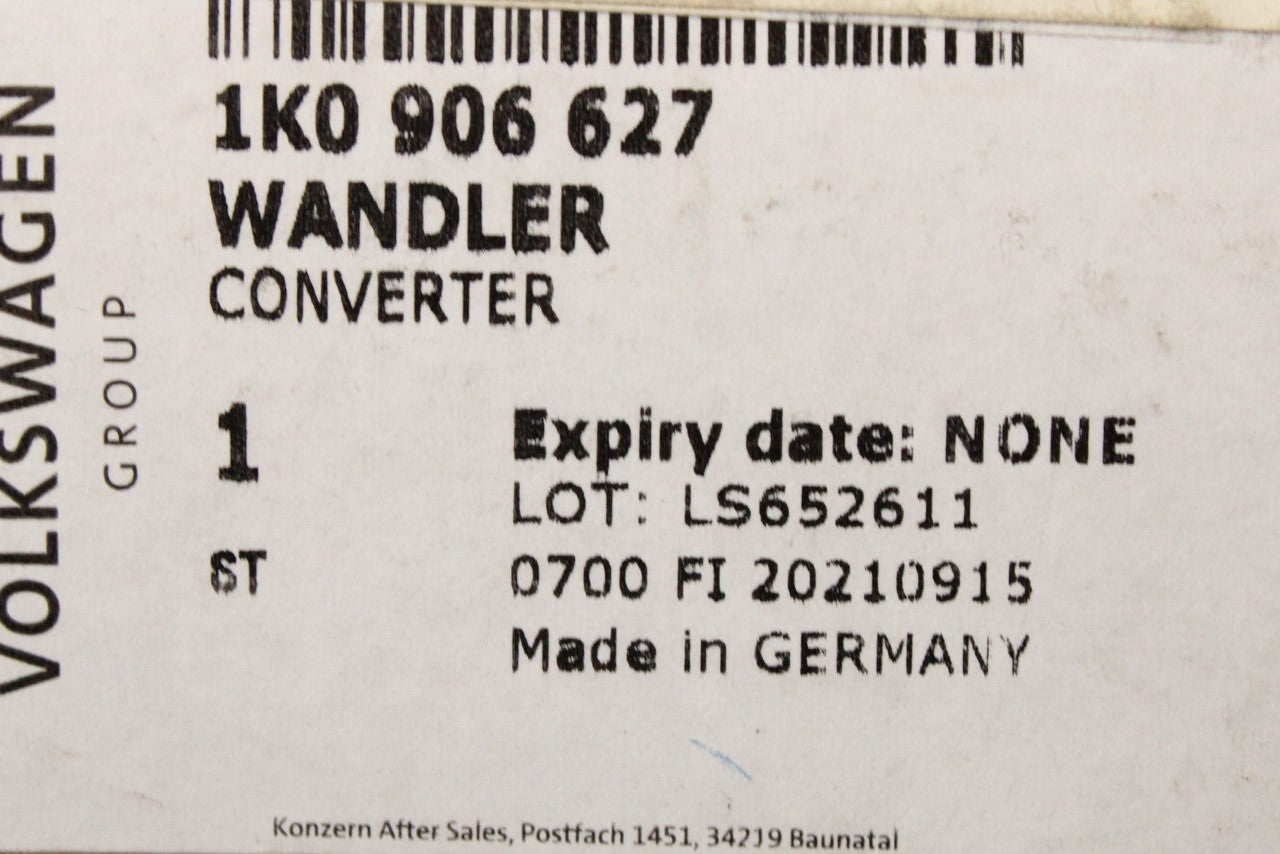 VOLKSWAGEN
GROUP
1K0 906 627
WANDLER
CONVERTER
1
Expiry date: NONE
LOT: LS652611
ST
0700 FI 20210915
Made in GERMANY
Konzern After Sales, Postfach 1451, 34219 Baunatal